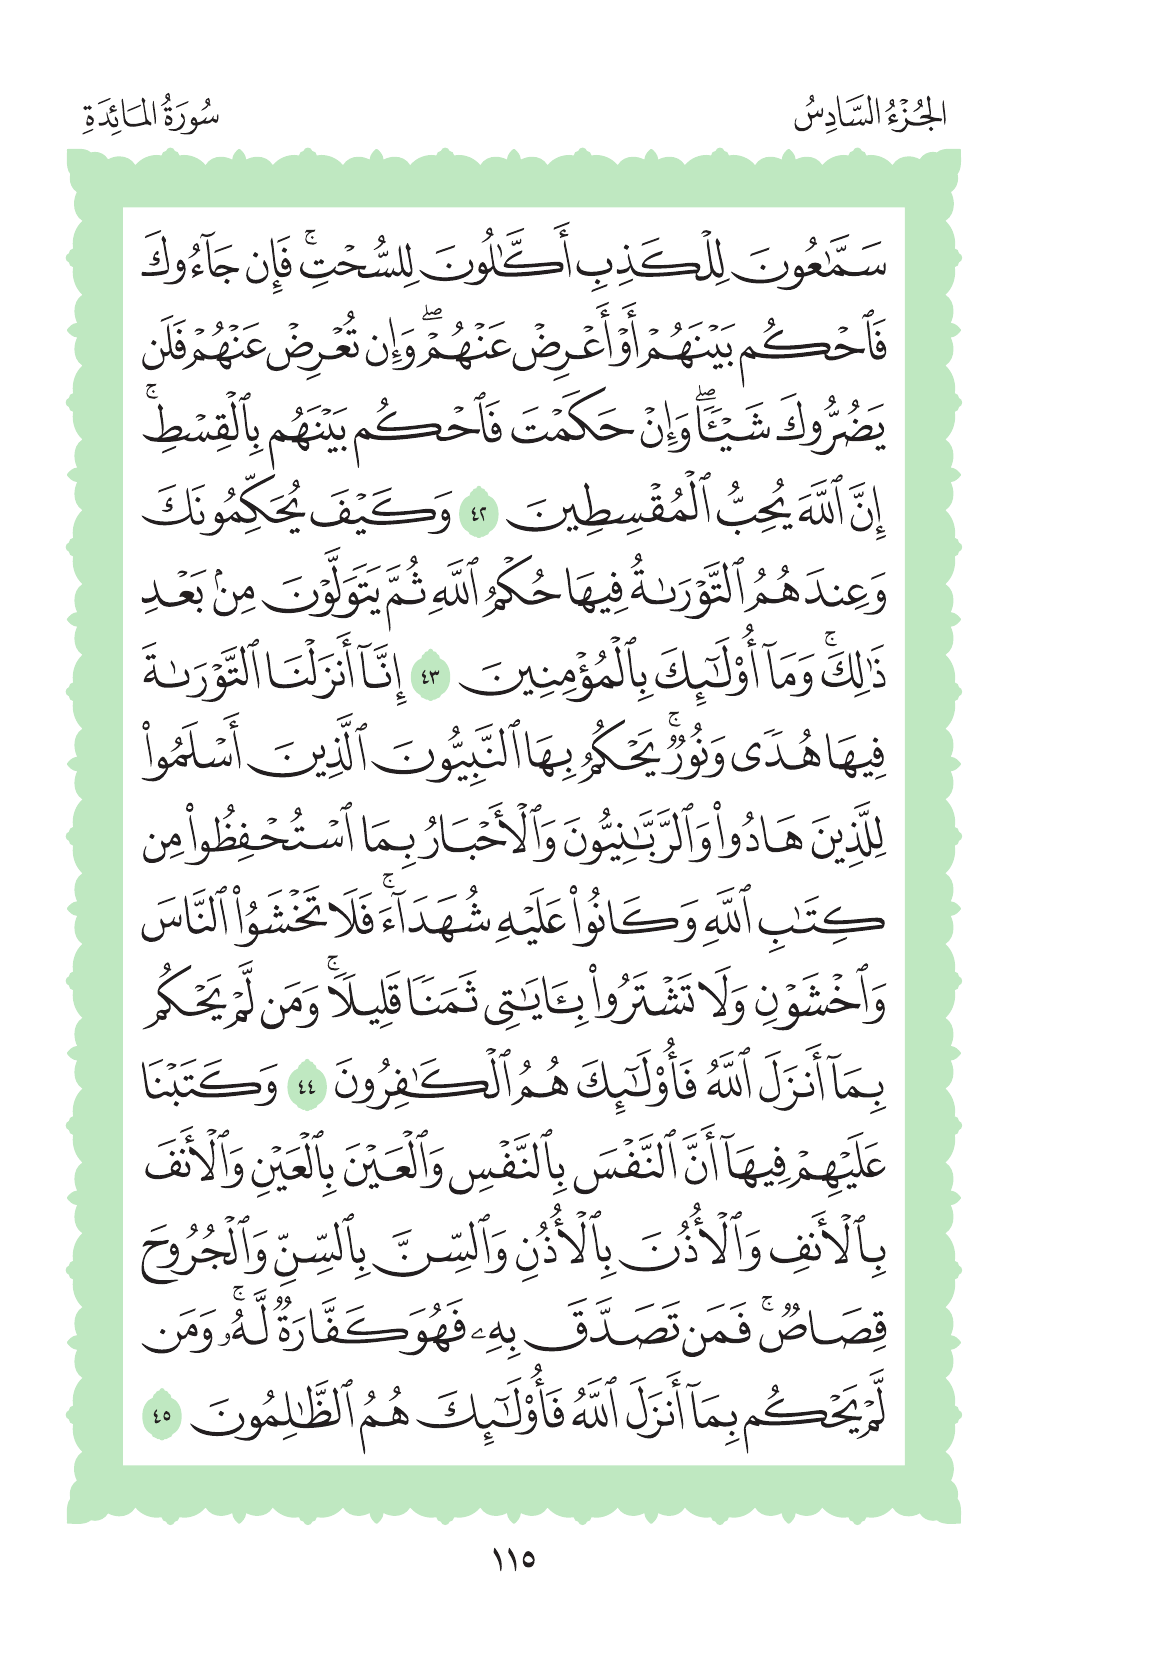 الجُزْءُ السَّادِسُ
سُورَةُ المَائِدَةِ
سَمَّٰعُونَ لِلْكَذِبِ أَكَّٰلُونَ لِلسُّحْتِۚ فَإِن جَآءُوكَ
فَٱحْكُم بَيْنَهُمْ أَوْ أَعْرِضْ عَنْهُمْۖ وَإِن تُعْرِضْ عَنْهُمْ فَلَن
يَضُرُّوكَ شَيْـًٔاۖ وَإِنْ حَكَمْتَ فَٱحْكُم بَيْنَهُم بِٱلْقِسْطِۚ
إِنَّ ٱللَّهَ يُحِبُّ ٱلْمُقْسِطِينَ ٤٢ وَكَيْفَ يُحَكِّمُونَكَ
وَعِندَهُمُ ٱلتَّوْرَىٰةُ فِيهَا حُكْمُ ٱللَّهِ ثُمَّ يَتَوَلَّوْنَ مِنۢ بَعْدِ
ذَٰلِكَۚ وَمَآ أُوْلَـٰٓئِكَ بِٱلْمُؤْمِنِينَ ٤٣ إِنَّآ أَنزَلْنَا ٱلتَّوْرَىٰةَ
فِيهَا هُدًى وَنُورٌۚ يَحْكُمُ بِهَا ٱلنَّبِيُّونَ ٱلَّذِينَ أَسْلَمُواْ
لِلَّذِينَ هَادُواْ وَٱلرَّبَّـٰنِيُّونَ وَٱلْأَحْبَارُ بِمَا ٱسْتُحْفِظُواْ مِن
كِتَـٰبِ ٱللَّهِ وَكَانُواْ عَلَيْهِ شُهَدَآءَۚ فَلَا تَخْشَوُاْ ٱلنَّاسَ
وَٱخْشَوْنِ وَلَا تَشْتَرُواْ بِـَٔايَـٰتِى ثَمَنًا قَلِيلًاۚ وَمَن لَّمْ يَحْكُم
بِمَآ أَنزَلَ ٱللَّهُ فَأُوْلَـٰٓئِكَ هُمُ ٱلْكَـٰفِرُونَ ٤٤ وَكَتَبْنَا
عَلَيْهِمْ فِيهَآ أَنَّ ٱلنَّفْسَ بِٱلنَّفْسِ وَٱلْعَيْنَ بِٱلْعَيْنِ وَٱلْأَنفَ
بِٱلْأَنفِ وَٱلْأُذُنَ بِٱلْأُذُنِ وَٱلسِّنَّ بِٱلسِّنِّ وَٱلْجُرُوحَ
قِصَاصٌۚ فَمَن تَصَدَّقَ بِهِۦ فَهُوَ كَفَّارَةٌ لَّهُۥۚ وَمَن
لَّمْ يَحْكُم بِمَآ أَنزَلَ ٱللَّهُ فَأُوْلَـٰٓئِكَ هُمُ ٱلظَّـٰلِمُونَ ٤٥
١١٥